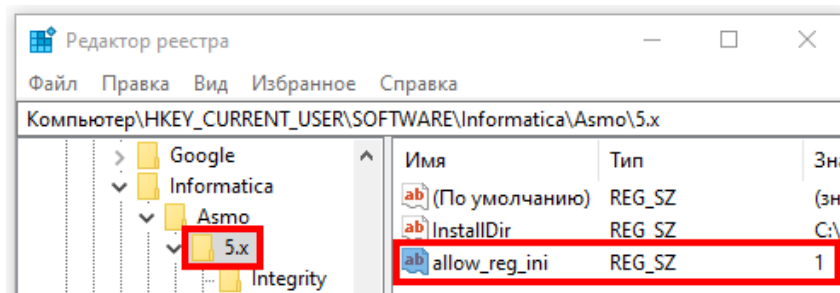 Редактор реестра
Файл Правка Вид Избранное Справка
Компьютер\HKEY_CURRENT_USER\SOFTWARE\Informatica\Asmo\5.x
Google
Informatica
Asmo
5.x
Integrity
Имя Тип
(По умолчанию) REG_SZ
InstallDir REG_SZ C:\
allow_reg_ini REG_SZ 1